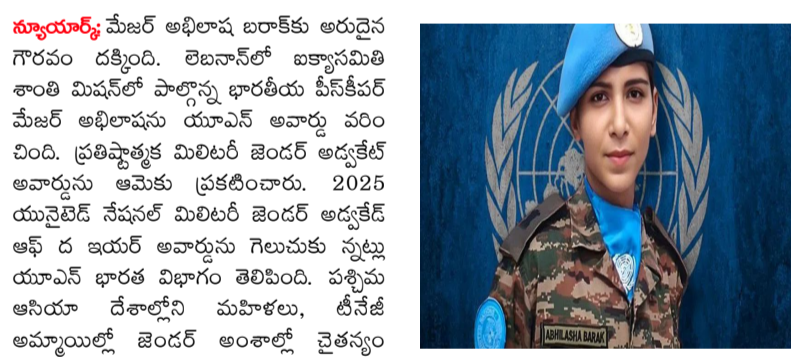 న్యూయార్క్: మేజర్ అభిలాష బరాక్‌కు అరుదైన
గౌరవం దక్కింది. లెబనాన్‌లో ఐక్యాసమితి
శాంతి మిషన్‌లో పాల్గొన్న భారతీయ పీస్‌కీపర్
మేజర్ అభిలాషను యూఎన్ అవార్డు వరిం
చింది. ప్రతిష్టాత్మక మిలిటరీ జెండర్ అడ్వకేట్
అవార్డును ఆమెకు ప్రకటించారు. 2025
యునైటెడ్ నేషనల్ మిలిటరీ జెండర్ అడ్వకేడ్
ఆఫ్ ద ఇయర్ అవార్డును గెలుచుకు న్నట్లు
యూఎన్ భారత విభాగం తెలిపింది. పశ్చిమ
ఆసియా దేశాల్లోని మహిళలు, టీనేజీ
అమ్మాయిల్లో జెండర్ అంశాల్లో చైతన్యం
ABHILASHA BARAK